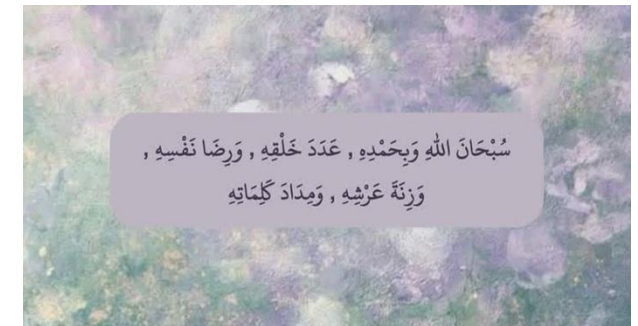 سُبْحَانَ اللهِ وَبِحَمْدِهِ , عَدَدَ خَلْقِهِ , وَرِضَا نَفْسِهِ ,
وَزِنَةَ عَرْشِهِ , وَمِدَادَ كَلِمَاتِهِ